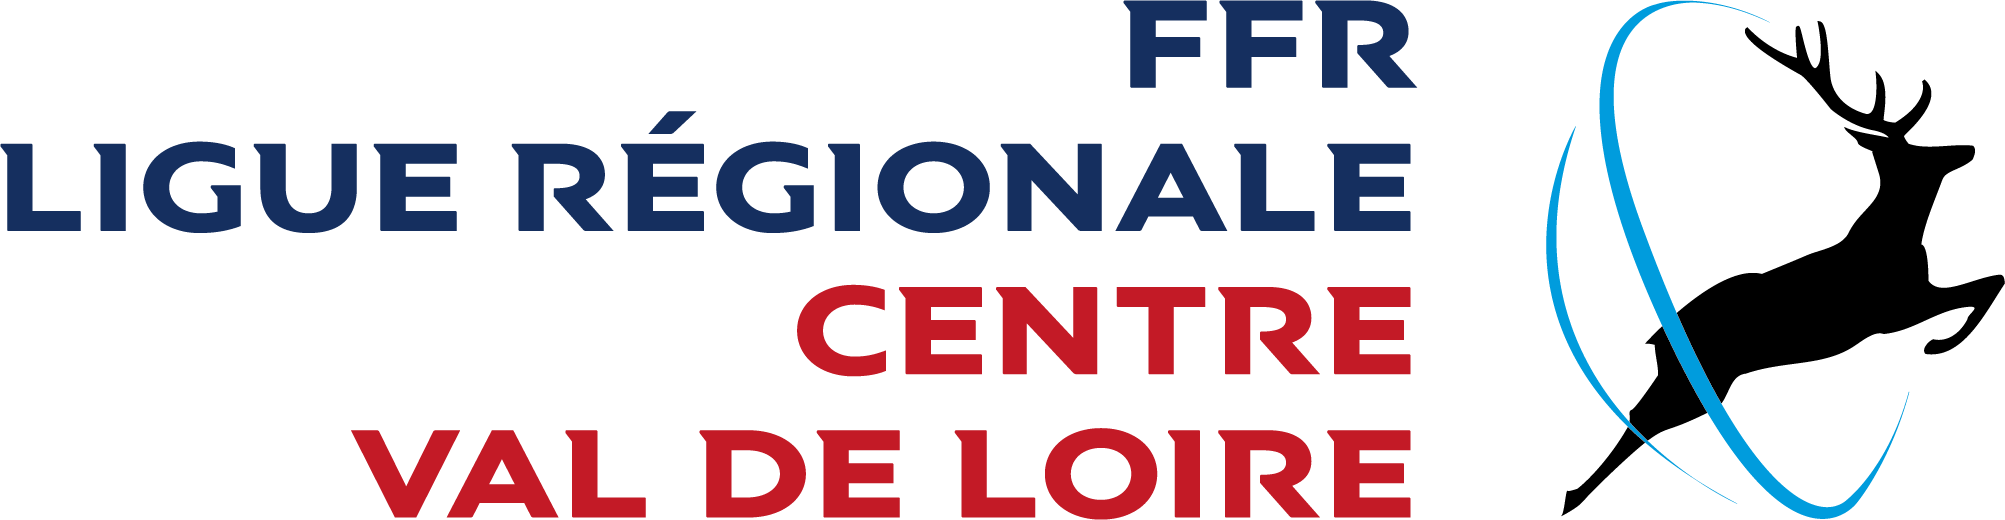 FFR
LIGUE RÉGIONALE
CENTRE
VAL DE LOIRE